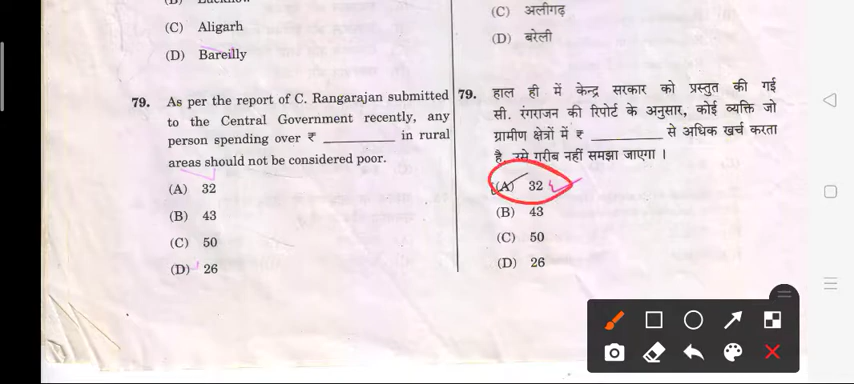 (C) Aligarh
(D) Bareilly
79. As per the report of C. Rangarajan submitted
to the Central Government recently, any
person spending over ₹ __________ in rural
areas should not be considered poor.
(A) 32
(B) 43
(C) 50
(D) 26
(C) अलीगढ़
(D) बरेली
79. हाल ही में केन्द्र सरकार को प्रस्तुत की गई
सी. रंगराजन की रिपोर्ट के अनुसार, कोई व्यक्ति जो
ग्रामीण क्षेत्रों में ₹ __________ से अधिक खर्च करता
है, उसे गरीब नहीं समझा जाएगा ।
(A) 32
(B) 43
(C) 50
(D) 26